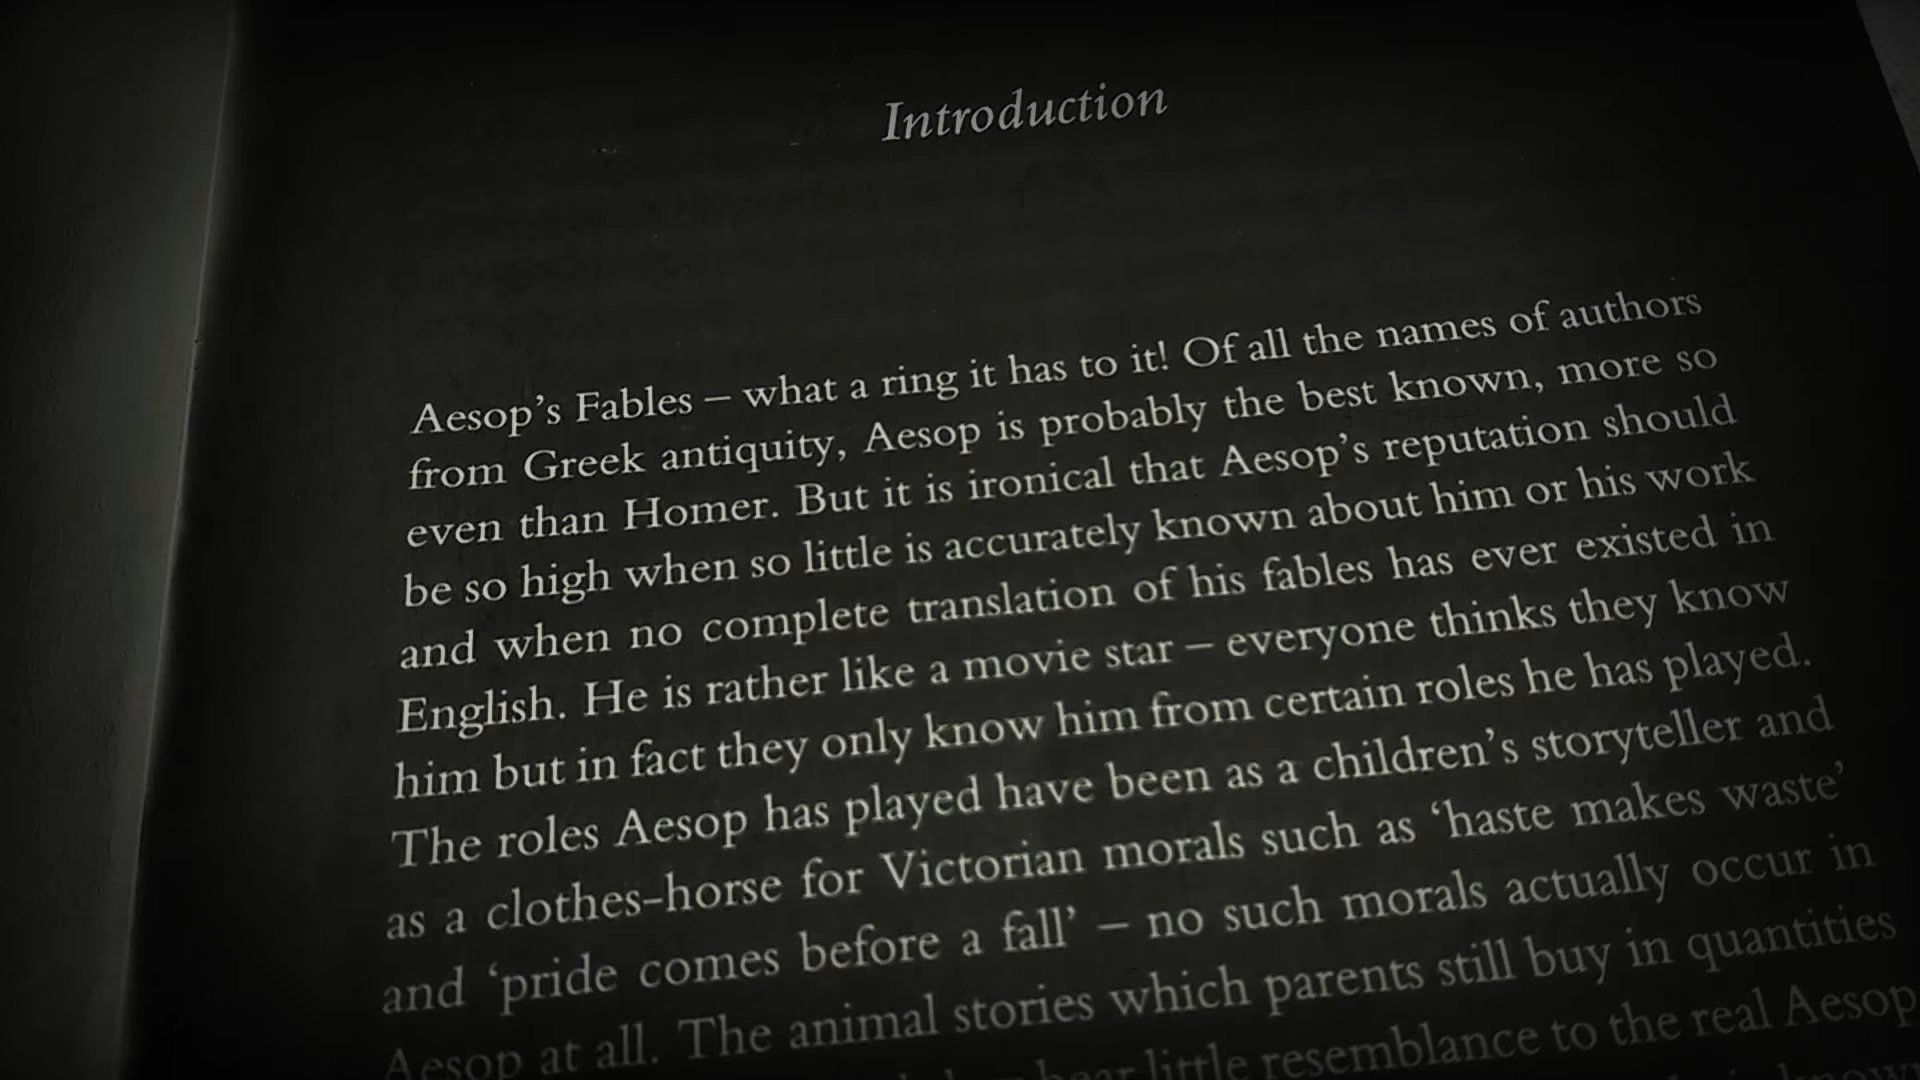 Introduction
Aesop’s Fables – what a ring it has to it! Of all the names of authors
from Greek antiquity, Aesop is probably the best known, more so
even than Homer. But it is ironical that Aesop’s reputation should
be so high when so little is accurately known about him or his work
and when no complete translation of his fables has ever existed in
English. He is rather like a movie star – everyone thinks they know
him but in fact they only know him from certain roles he has played.
The roles Aesop has played have been as a children’s storyteller and
as a clothes-horse for Victorian morals such as ‘haste makes waste’
and ‘pride comes before a fall’ – no such morals actually occur in
Aesop at all. The animal stories which parents still buy in quantities
bear little resemblance to the real Aesop